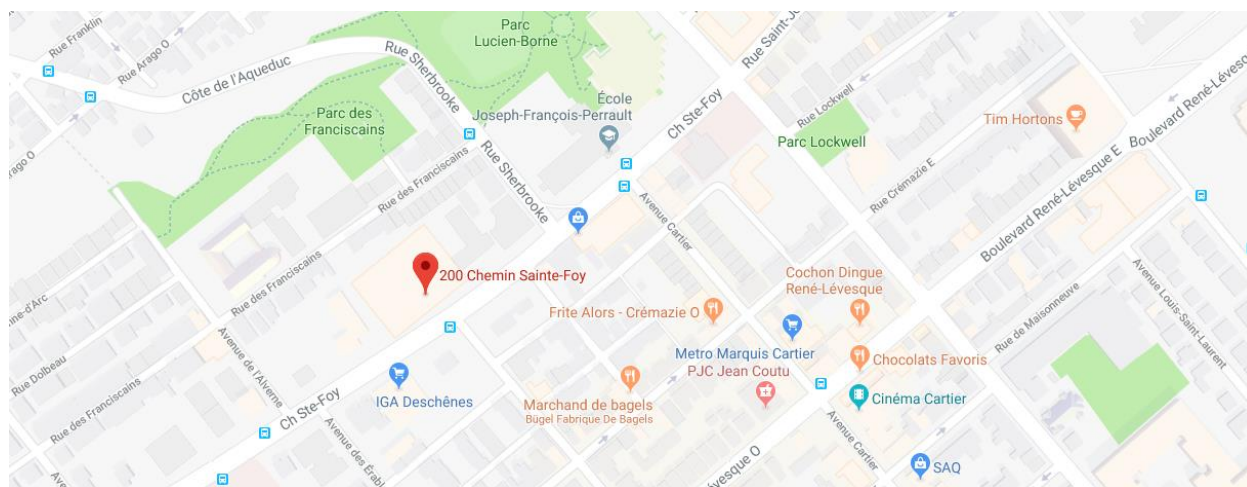 Rue Franklin
Rue Arago O
Côte de l'Aqueduc
Rue Sherbrooke
Parc
Lucien-Borne
Rue Saint-J
École
Joseph-François-Perrault
Ch Ste-Foy
Parc des
Franciscains
Arago O
Rue Sherbrooke
Rue Lockwell
Parc Lockwell
Tim Hortons
Boulevard René-Lévesq
Boulevard René-Lévesque E
Rue des Franciscains
Avenue Cartier
Rue Crémazie E
200 Chemin Sainte-Foy
Cochon Dingue
René-Lévesque
Frite Alors - Crémazie O
Rue de Maisonneuve
Avenue Louis-Saint-Laurent
Rue des Franciscains
ne-d'Arc
Rue Dolbeau
Avenue de l'Alverne
Metro Marquis Cartier
PJC Jean Coutu
Chocolats Favoris
IGA Deschênes
Marchand de bagels
Bügel Fabrique De Bagels
Cinéma Cartier
Rue des Franciscains
Ch Ste-Foy
Avenue des Érabl
évesque O
Avenue Cartier
SAQ